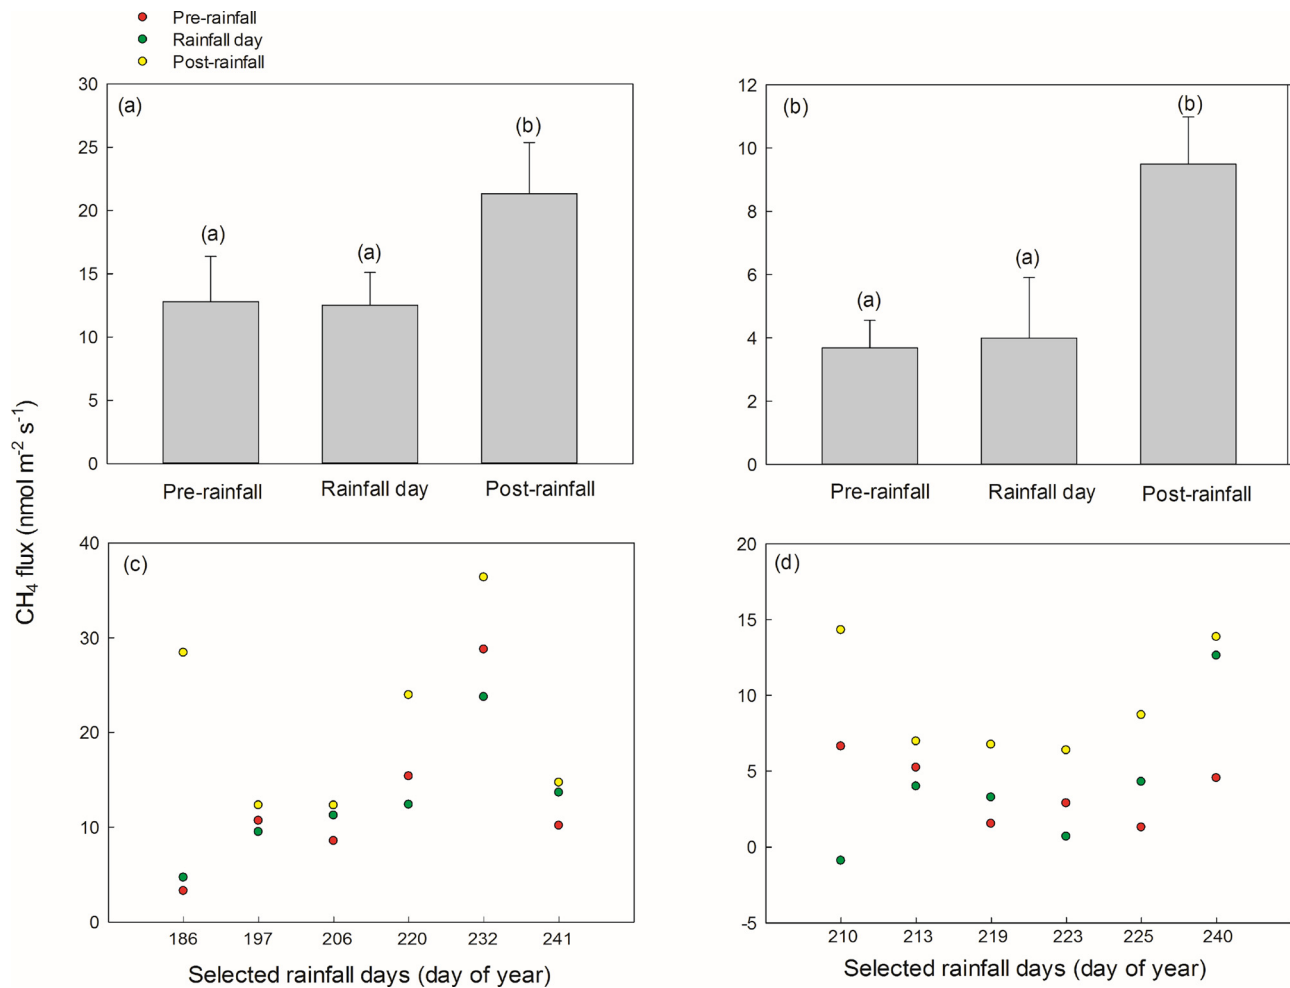 Pre-rainfall
Rainfall day
Post-rainfall
CH4 flux (nmol m-2 s-1)
(a)
30
25
20
15
10
5
0
(a)
(a)
(b)
Pre-rainfall
Rainfall day
Post-rainfall
(b)
12
10
8
6
4
2
0
(a)
(a)
(b)
Pre-rainfall
Rainfall day
Post-rainfall
(c)
40
30
20
10
0
186 197 206 220 232 241
Selected rainfall days (day of year)
(d)
20
15
10
5
0
-5
210 213 219 223 225 240
Selected rainfall days (day of year)